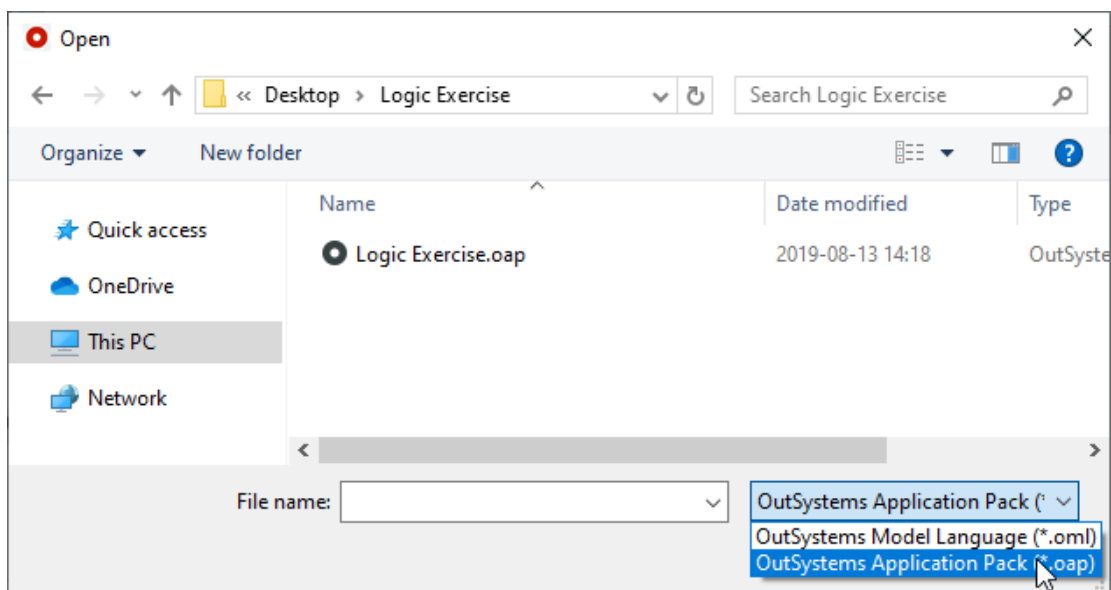 Open
« Desktop > Logic Exercise
Search Logic Exercise
Organize
New folder
?
Name
Date modified
Type
Quick access
Logic Exercise.oap
2019-08-13 14:18
OutSyste
OneDrive
This PC
Network
File name:
OutSystems Application Pack (*
OutSystems Model Language (*.oml)
OutSystems Application Pack (*.oap)